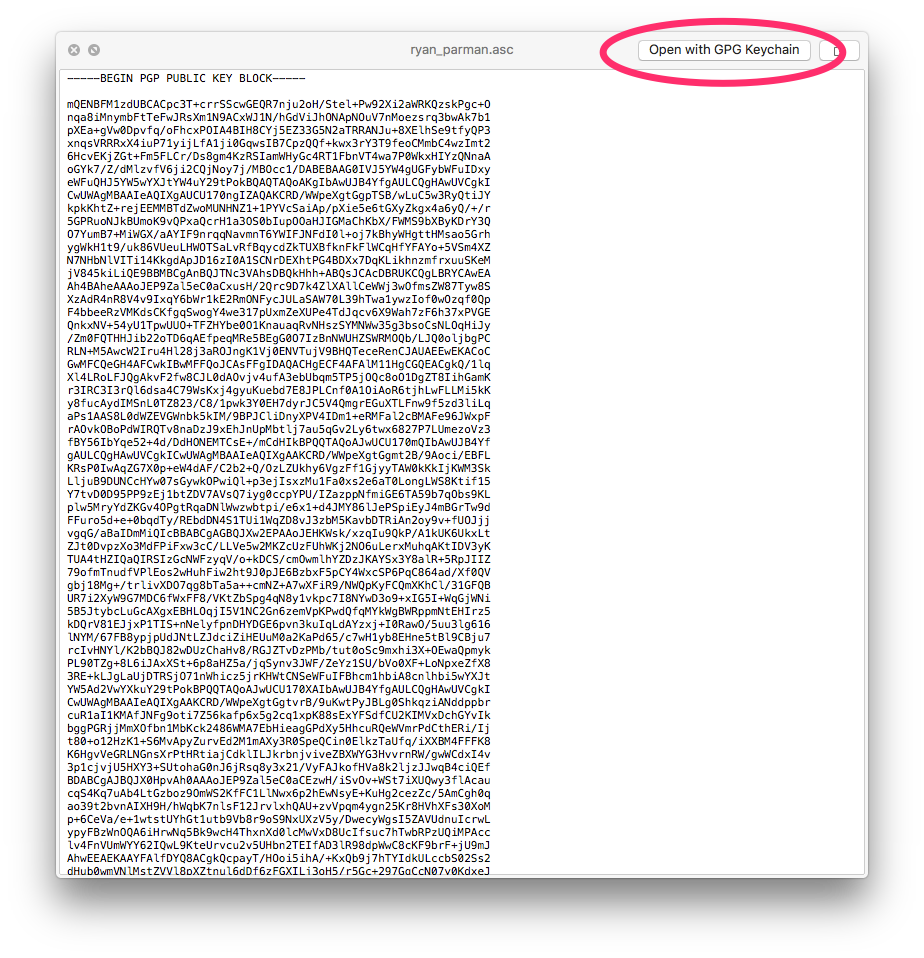 ryan_parman.asc
Open with GPG Keychain
-----BEGIN PGP PUBLIC KEY BLOCK-----
mQENBFM1zdUBCACpc3T+crrSScwGEQR7nju2oH/Stel+Pw92Xi2aWRKQzskPgc+O
nqa8iMnymbFtTeFwJRsXm1N9ACxWJ1N/hGdViJhONApNOuV7nMoezsrq3bwAk7b1
pXEa+gVw0Dpvfq/oFhcxPOIA4BIH8CYj5EZ33G5N2aTRRANJu+8XElhSe9tfyQP3
xnqsVRRRxX4iuP71yijLfA1ji0GqwsIB7CpzQQf+kwx3rY3T9feoCMmbC4wzImt2
6HcvEKjZGt+Fm5FLCr/Ds8gm4KzRSIamWHyGc4RT1FbnVT4wa7P0WkxHIYzQNnaA
oGYk7/Z/dMlzvfV6ji2CQjNoy7j/MBOcc1/DABEBAAG0IVJ5YW4gUGFybWFuIDxy
eWFuQHJ5YW5wYXJtYW4uY29tPokBQAQTAQoAKgIbAwUJB4YfgAULCQgHAwUVCgkI
CwUWAgMBAAIeAQIXgAUCU170ngIZAQAKCRD/WWpeXgtGgpTSB/wLuC5w3RyQtiJY
kpkKhtZ+rejEEMMBTdZwoMUNHNZ1+1PYVcSaiAp/pXie5e6tGXyZkgx4a6yQ/+/r
5GPRuoNJkBUmoK9vQPxaQcrH1a3OS0bIupOOaHJIGMaChKbX/FWMS9bXByKDrY3Q
O7YumB7+MiWGX/aAYIF9nrqqNavmnT6YWIFJNFdI0l+oj7kBhyWHgttHMsao5Grh
ygWkH1t9/uk86VUeuLHWOTSaLvRfBqycdZkTUXBfknFkFlWCqHfYFAYo+5VSm4XZ
N7NHbNlVITi14KkgdApJD16zI0A1SCNrDEXhtPG4BDXx7DqKLikhnzmfrxuuSKeM
jV845kiLiQE9BBMBCgAnBQJTNc3VAhsDBQkHhh+ABQsJCAcDBRUKCQgLBRYCAwEA
Ah4BAheAAAoJEP9Zal5eC0aCxusH/2Qrc9D7k4ZlXAllCeWWj3wOfmsZW87Tyw8S
XzAdR4nR8V4v9IxqY6bWr1kE2RmONFycJULaSAW70L39hTwa1ywzIof0wOzqf0Qp
F4bbeeRzVMKdsCKfgqSwogY4we317pUxmZeXUPe4TdJqcv6X9Wah7zF6h37xPVGE
QnkxNV+54yU1TpwUUO+TFZHYbe0O1KnauaqRvNHszSYMNWw35g3bsoCsNLOqHiJy
/Zm0FQTHHJib22oTD6qAEfpeqMRe5BEgG0O7IzBnNWUHZSWRMOQb/LJQ0oljbgPC
RLN+M5AwcW2Iru4Hl28j3aROJngK1Vj0ENVTujV9BHQTeceRenCJAUAEEwEKACoC
GwMFCQeGH4AFCwkIBwMFFQoJCAsFFgIDAQACHgECF4AFAlM11HgCGQEACgkQ/1lq
Xl4LRoLFJQgAkvF2fw8CJL0dAOvjv4ufA3ebUbqm5TP5jOQc8oO1DgZT8IihGamK
r3IRC3I3rQl6dsa4C79WsKxj4gyuKuebd7E8JPLCnf0A1OiAoR6tjhLwFLLMi5kK
y8fucAydIMSnL0TZ823/C8/1pwk3Y0EH7dyrJC5V4QmgrEGuXTLFnw9f5zd3liLq
aPs1AAS8L0dWZEVGWnbk5kIM/9BPJCliDnyXPV4IDm1+eRMFal2cBMAFe96JWxpF
rAOvkOBoPdWIRQTv8naDzJ9xEhJnUpMbtlj7au5qGv2Ly6twx6827P7LUmezoVz3
fBY56IbYqe52+4d/DdHONEMTCsE+/mCdHIkBPQQTAQoAJwUCU170mQIbAwUJB4Yf
gAULCQgHAwUVCgkICwUWAgMBAAIeAQIXgAAKCRD/WWpeXgtGgmt2B/9Aoci/EBFL
KRsP0IwAqZG7X0p+eW4dAF/C2b2+Q/OzLZUkhy6VgzFf1GjyyTAW0kKkIjKWM3Sk
LljuB9DUNCcHYw07sGywkOPwiQl+p3ejIsxzMu1Fa0xs2e6aT0LongLWS8Ktif15
Y7tvD0D95PP9zEj1btZDV7AVsQ7iyg0ccpYPU/IZazppNfmiGE6TA59b7qObs9KL
plw5MryYdZKGv4OPgtRqaDNlWwzwbtpi/e6x1+d4JMY86lJePSpiEyJ4mBGrTw9d
FFuro5d+e+0bqdTy/REbdDN4S1TUi1WqZD8vJ3zbM5KavbDTRiAn2oy9v+fUOJjj
vgqG/aBaIDmMiQIcBBABCgAGBQJXw2EPAAoJEHKWsk/xzqIu9QkP/A1kUK6UkxLt
ZJt0DvpzXo3MdFPiFxw3cC/LLVe5w2MKZcUzFUhWKj2NO6uLerxMuhqAKtIDV3yK
TUA4tHZIQaQIRSIzGcNWFzyqV/o+kDCS/cmOwmlhYZDzJKAYSx3Y8alR+5RpJIIZ
79ofmTnudfVPlEos2wHuhFiw2ht9J0pJE6BzbxF5pCY4WxcSP6PqC864ad/Xf0QV
gbj18Mg+/trlivXDO7qg8bTa5a++cmNZ+A7wXFiR9/NWQpKyFCQmXKhCl/31GFQB
UR7i2XyW9G7MDC6fWxFF8/VKtZbSpg4qN8y1vkpc7I8NYwD3o9+xIG5I+WqGjWNi
5B5JtybcLuGcAXgxEBHLOqjI5V1NC2Gn6zemVpKPwdQfqMYkWgBWRppmNtEHIrz5
kDQrV81EJjxP1TIS+nNelyfpnDHYDGE6pvn3kuIqLdAYzxj+I0RawO/5uu3lg616
lNYM/67FB8ypjpUdJNtLZJdciZiHEUuM0a2KaPd65/c7wH1yb8EHne5tBl9CBju7
rcIvHNYl/K2bBQJ82wDUzChaHv8/RGJZTvDzPMb/tut0oSc9mxhi3X+OEwaQpmyk
PL90TZg+8L6iJAxXSt+6p8aHZ5a/jqSynv3JWF/ZeYz1SU/bVo0XF+LoNpxeZfX8
3RE+kLJgLaUjDTRSjO71nWhicz5jrKHWtCNSeWFuIFBhcm1hbiA8cnlhbi5wYXJt
YW5Ad2VwYXkuY29tPokBPQQTAQoAJwUCU170XAIbAwUJB4YfgAULCQgHAwUVCgkI
CwUWAgMBAAIeAQIXgAAKCRD/WWpeXgtGgtvrB/9uKwtPyJBLg0ShkqziANddppbr
cuR1aI1KMAfJNFg9oti7Z56kafp6x5g2cq1xpK88sExYFSdfCU2KIMVxDchGYvIk
bggPGRjjMmXOfbn1MbKck2486WMA7EbHieagGPdXy5HhcuRQeWVmrPdCthERi/Ij
t80+o12HzK1+S6MvApyZurvEd2M1mAXy3R0SpeQCin0ElkzTaUfq/iXXBM4FFFK8
K6HgvVeGRLNGnsXrPtHRtiajCdklILJkrbnjviveZBXWYG3HvvrnRW/gwWCdxI4v
3p1cjvjU5HXY3+SUtohaG0nJ6jRsq8y3x21/VyFAJkofHVa8k2ljzJJwqB4ciQEf
BDABCgAJBQJX0HpvAh0AAAoJEP9Zal5eC0aCEzwH/iSvOv+WSt7iXUQwy3flAcau
cqS4Kq7uAb4LtGzboz9OmWS2KfFC1LlNwx6p2hEwNsyE+KuHg2cezZc/5AmCgh0q
ao39t2bvnAIXH9H/hWqbK7nlsF12JrvlxhQAU+zvVpqm4ygn25Kr8HVhXFs30XoM
p+6CeVa/e+1wtstUYhGt1utb9Vb8r9oS9NxUXzV5y/DwecyWgsI5ZAVUdnuIcrwL
ypyFBzWnOQA6iHrwNq5Bk9wcH4ThxnXd0lcMwVxD8UcIfsuc7hTwbRPzUQiMPAcc
lv4FnVUmWYY62IQwL9KteUrvcu2v5UHbn2TEIfAD3lR98dpWwC8cKF9brF+jU9mJ
AhwEEAEKAAYFAlfDYQ8ACgkQcpayT/HOoi5ihA/+KxQb9j7hTYIdkULccbS02Ss2
dHub0wmVNlMstZVVl8pXZtnul6dDf6zFGXILi3oH5/r5Gc+297GgCcN07v0KdxeJ